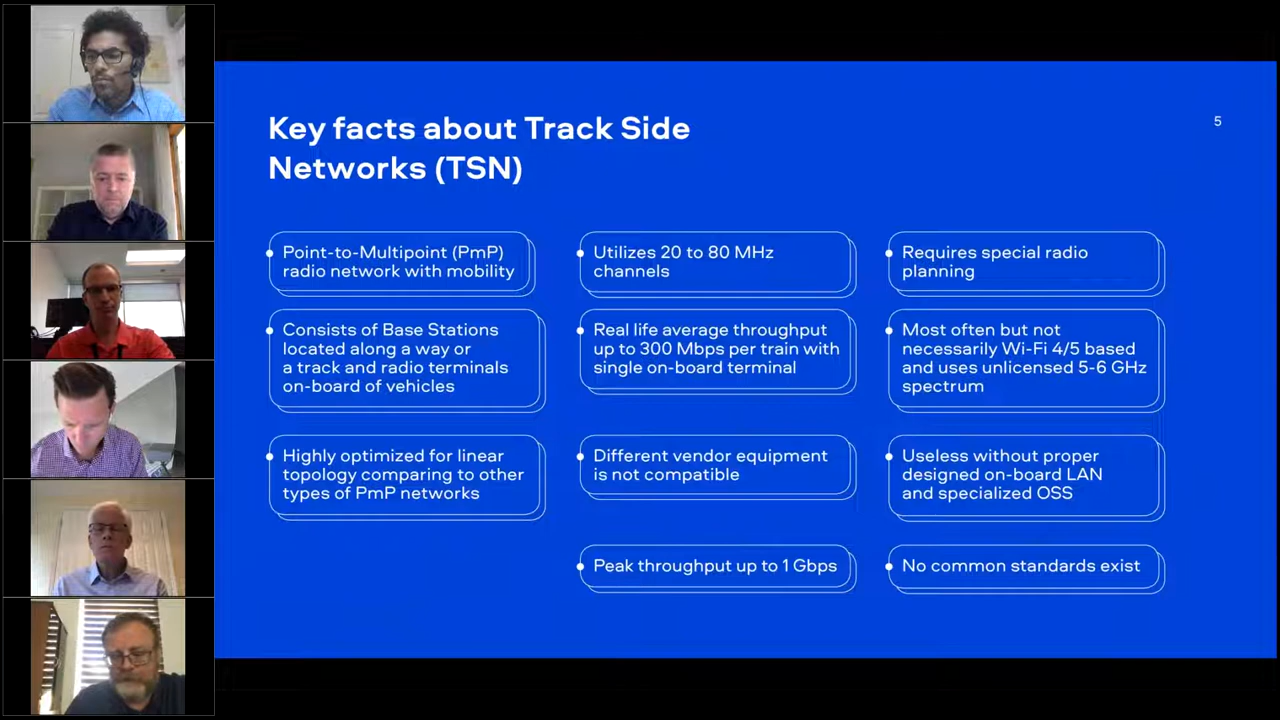 Key facts about Track Side
Networks (TSN)
5
Point-to-Multipoint (PmP)
radio network with mobility
Consists of Base Stations
located along a way or
a track and radio terminals
on-board of vehicles
Highly optimized for linear
topology comparing to other
types of PmP networks
Utilizes 20 to 80 MHz
channels
Real life average throughput
up to 300 Mbps per train with
single on-board terminal
Different vendor equipment
is not compatible
Peak throughput up to 1 Gbps
Requires special radio
planning
Most often but not
necessarily Wi-Fi 4/5 based
and uses unlicensed 5-6 GHz
spectrum
Useless without proper
designed on-board LAN
and specialized OSS
No common standards exist